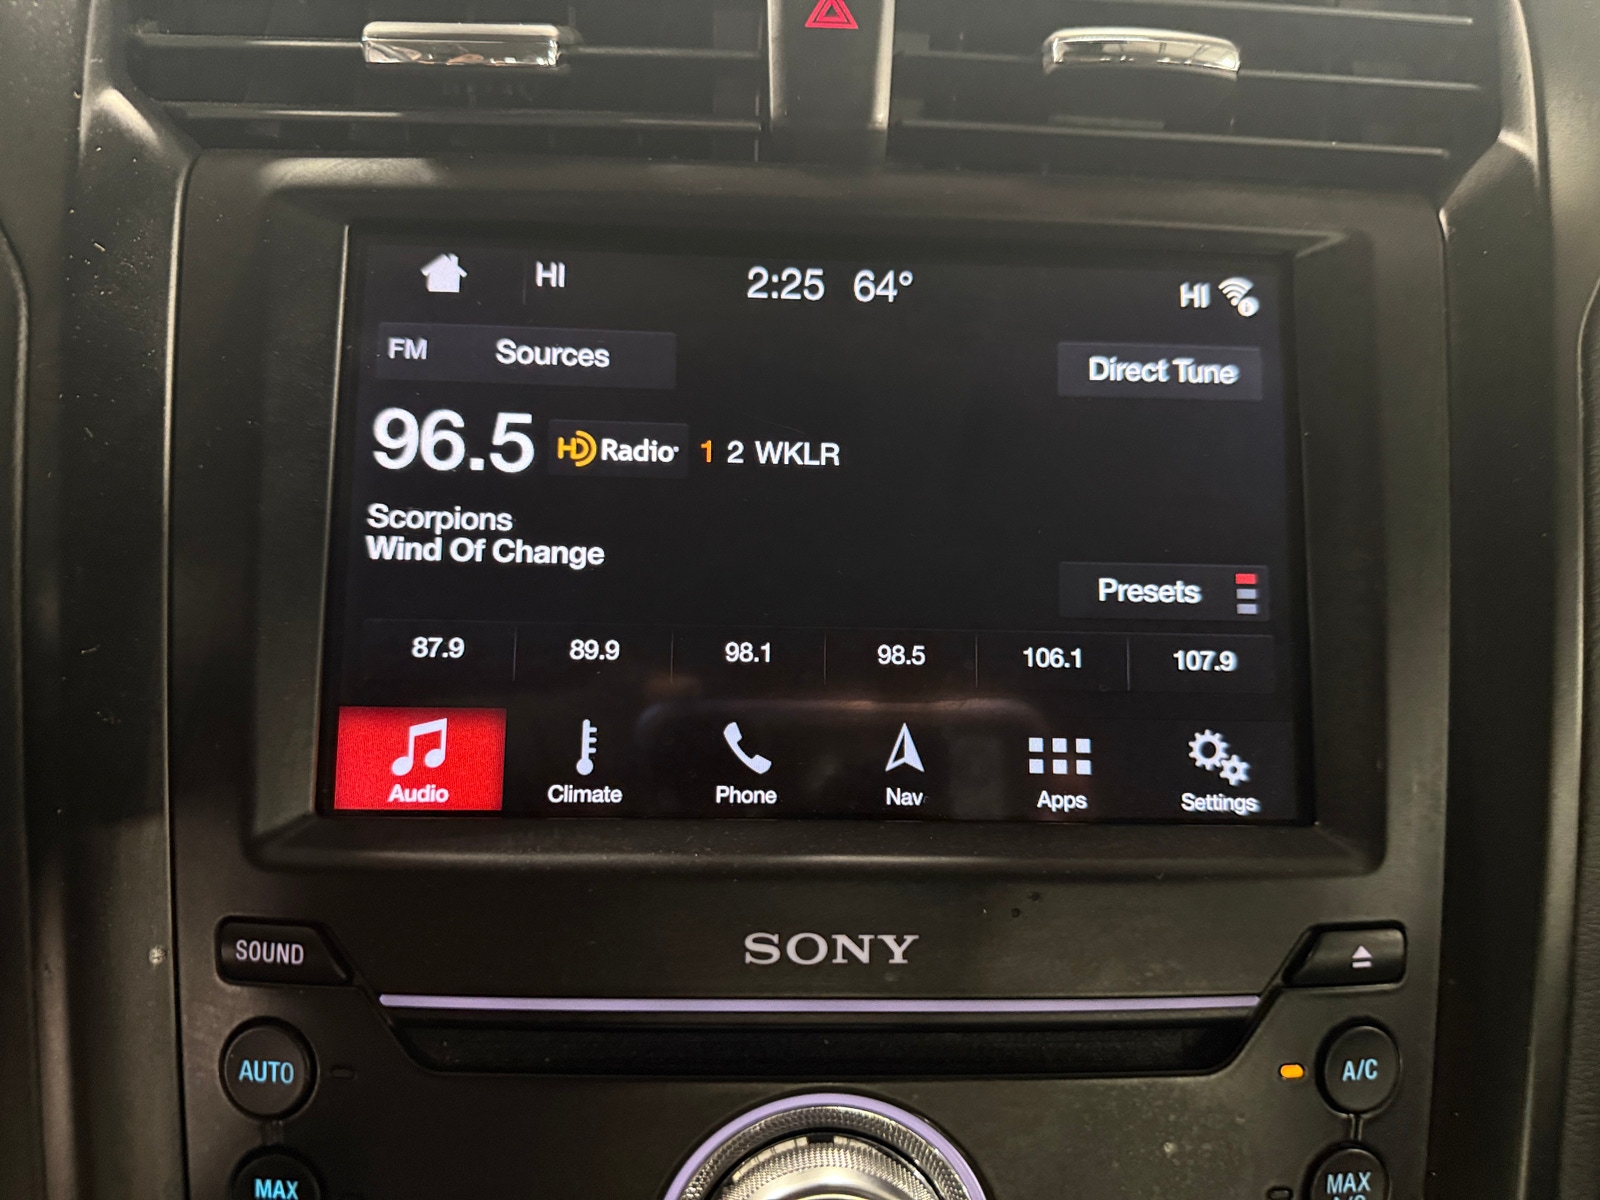 HI 2:25 64° HI
FM Sources
Direct Tune
96.5 HD Radio 1 2 WKLR
Scorpions
Wind Of Change
Presets
87.9 89.9 98.1 98.5 106.1 107.9
Audio Climate Phone Nav Apps Settings
SOUND SONY
AUTO A/C
MAX MAX